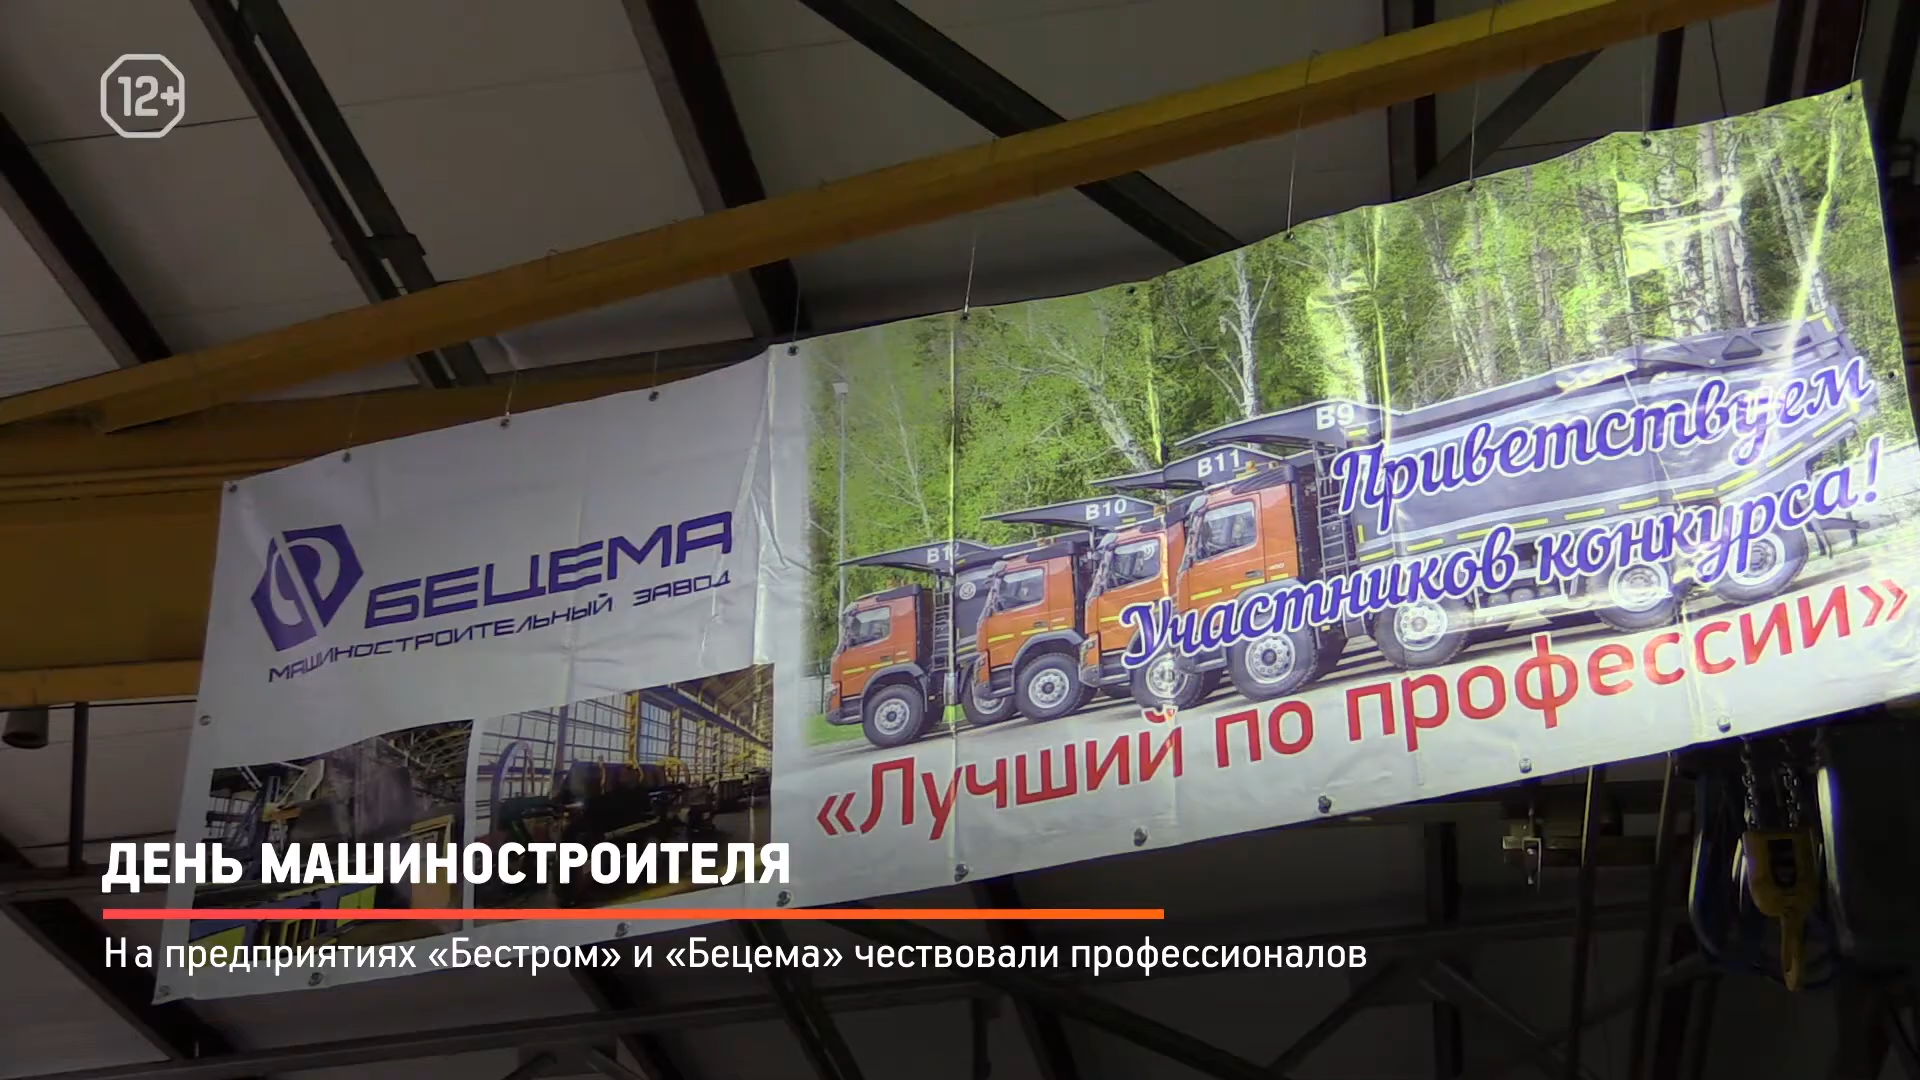 12+
БЕЦЕМА
МАШИНОСТРОИТЕЛЬНЫЙ ЗАВОД
B9
B11
B10
Приветствуем
Участников конкурса!
«Лучший по профессии»
ДЕНЬ МАШИНОСТРОИТЕЛЯ
На предприятиях «Бестром» и «Бецема» чествовали профессионалов